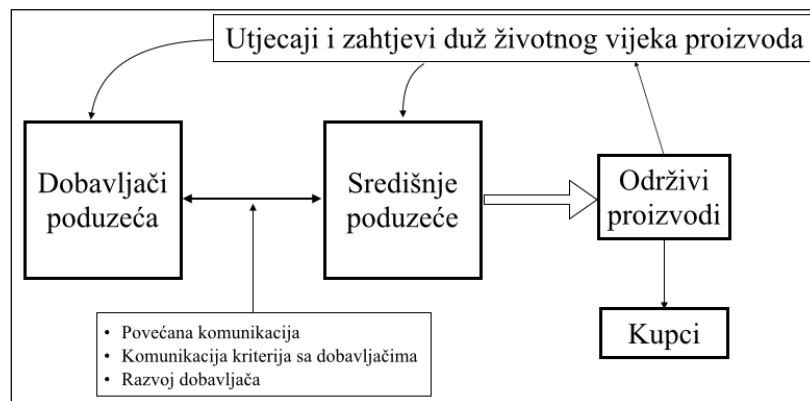 Utjecaji i zahtjevi duž životnog vijeka proizvoda
Dobavljači
poduzeća
Središnje
poduzeće
Održivi
proizvodi
• Povećana komunikacija
• Komunikacija kriterija sa dobavljačima
• Razvoj dobavljača
Kupci